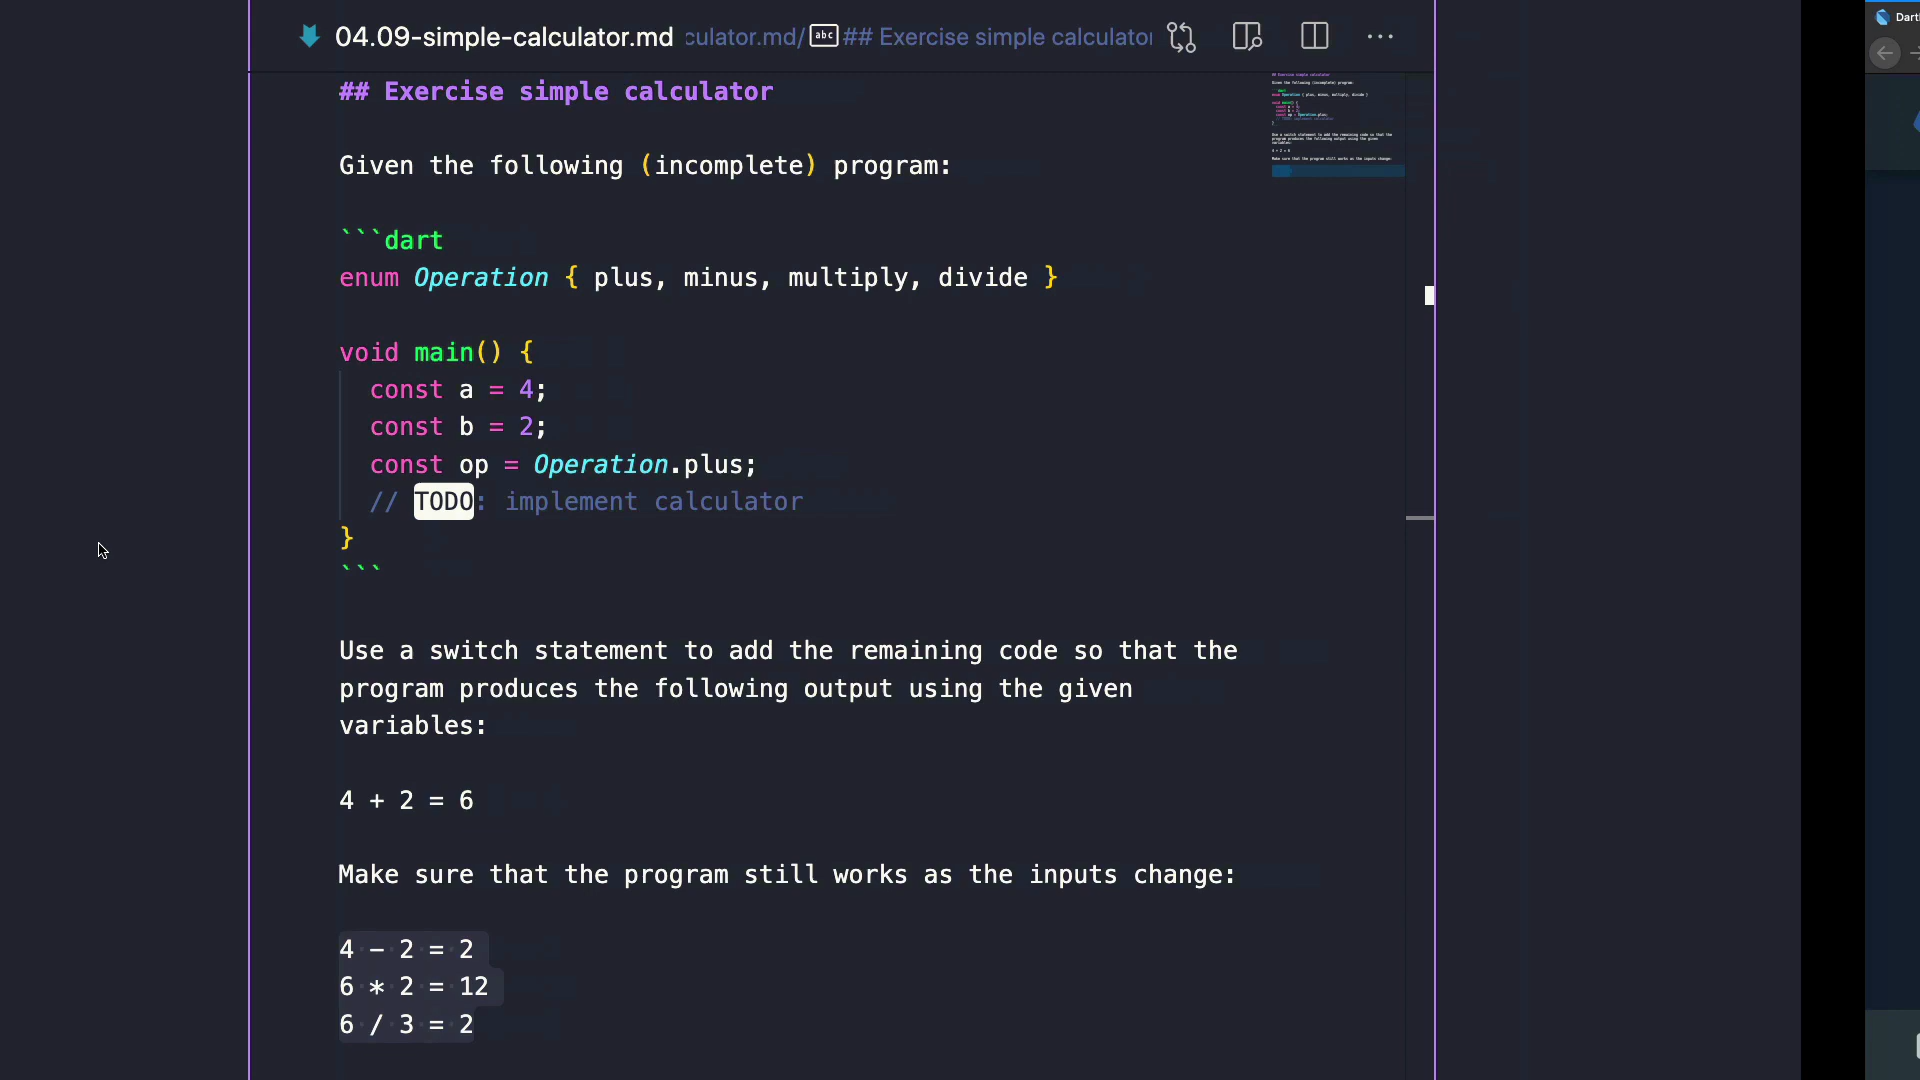 04.09-simple-calculator.md culator.md/ abc ## Exercise simple calculator
## Exercise simple calculator
Given the following (incomplete) program:
```dart
enum Operation { plus, minus, multiply, divide }
void main() {
const a = 4;
const b = 2;
const op = Operation.plus;
// TODO: implement calculator
}
```
Use a switch statement to add the remaining code so that the
program produces the following output using the given
variables:
4 + 2 = 6
Make sure that the program still works as the inputs change:
4 - 2 = 2
6 * 2 = 12
6 / 3 = 2